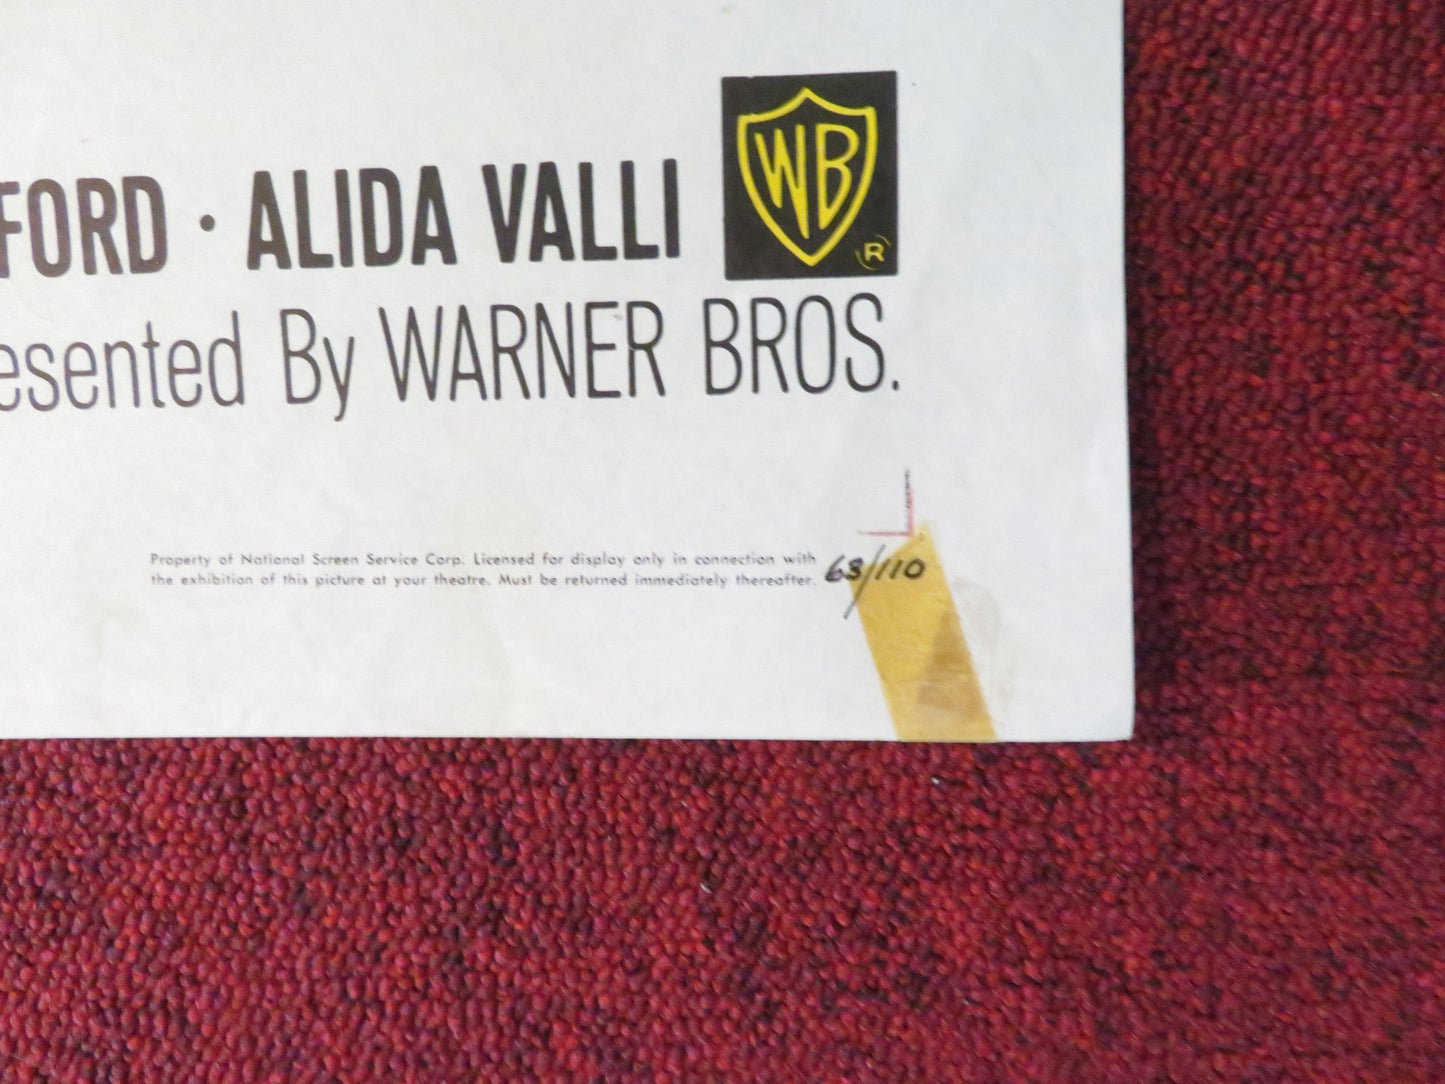 FORD · ALIDA VALLI
WB
R
esented By WARNER BROS.
Property of National Screen Service Corp. Licensed for display only in connection with
the exhibition of this picture at your theatre. Must be returned immediately thereafter.
63/110